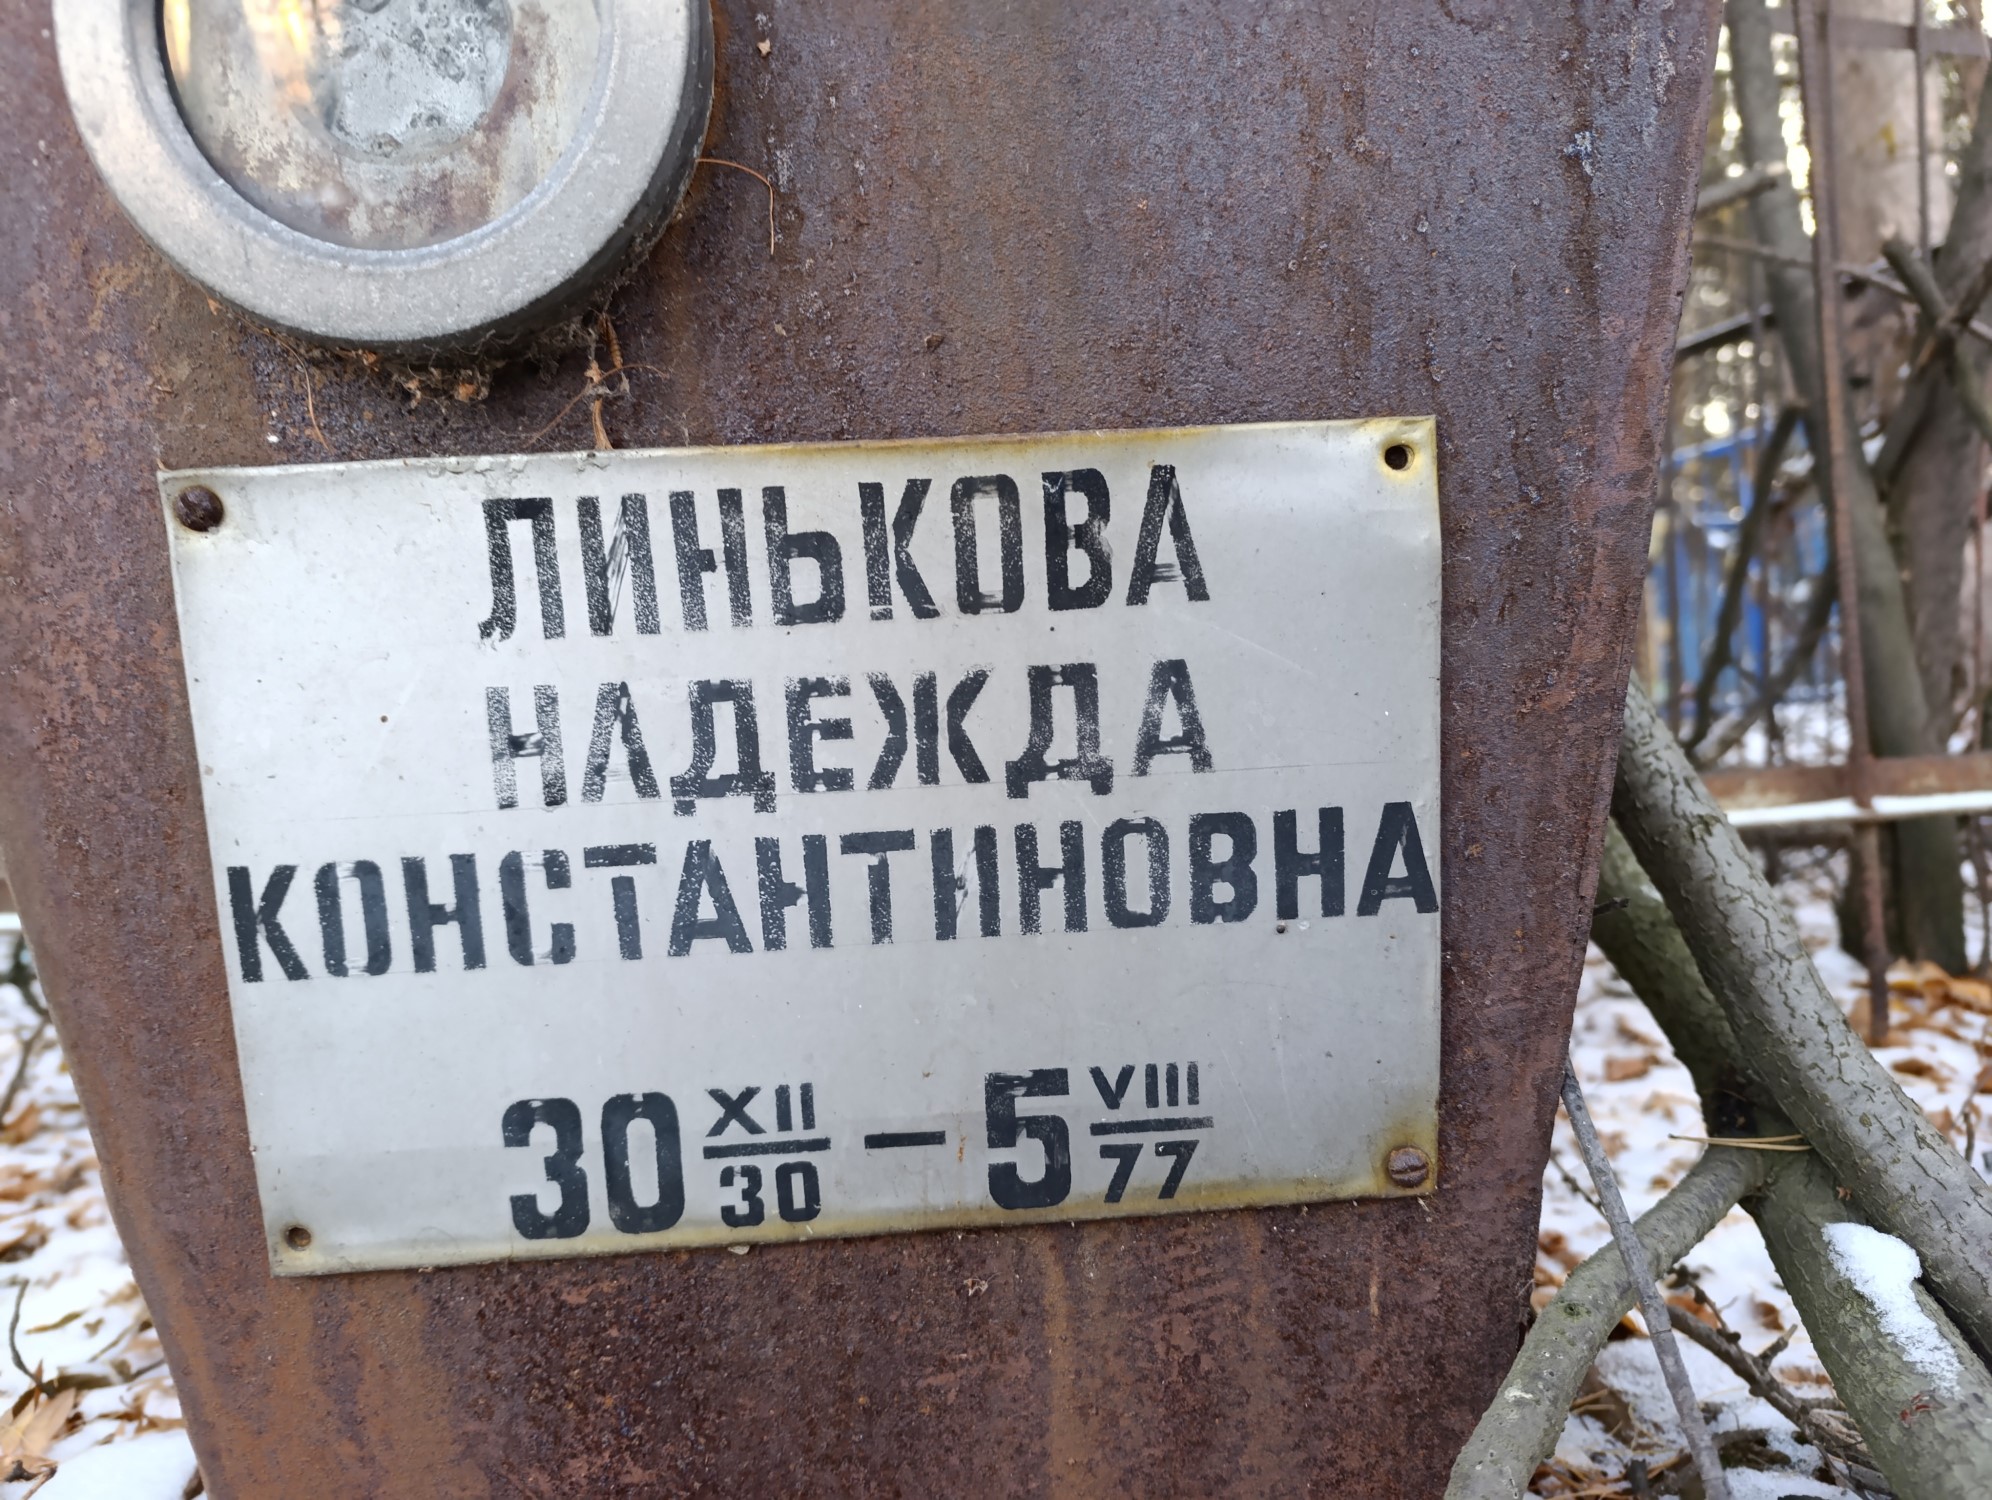 ЛИНЬКОВА
НАДЕЖДА
КОНСТАНТИНОВНА
30 XII/30 – 5 VIII/77